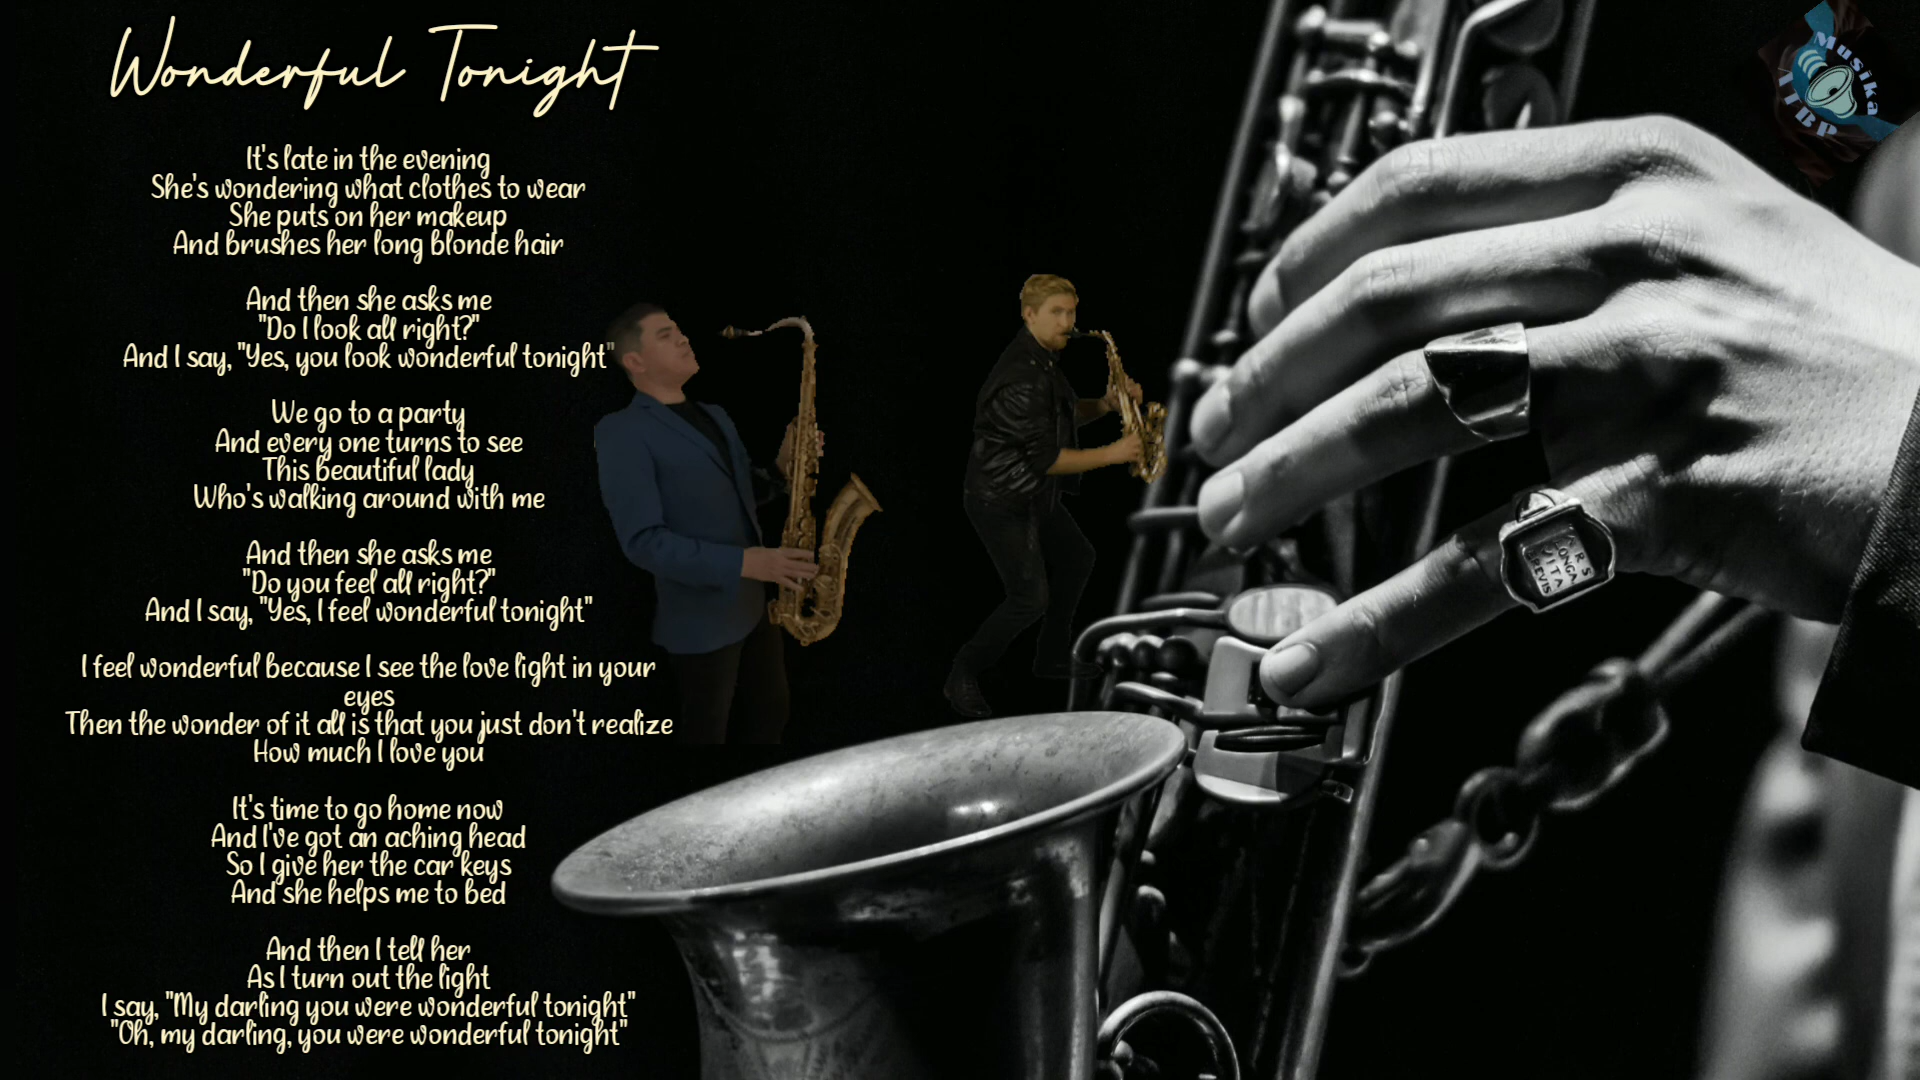 Wonderful Tonight
It's late in the evening
She's wondering what clothes to wear
She puts on her makeup
And brushes her long blonde hair
And then she asks me
"Do I look all right?"
And I say, "Yes, you look wonderful tonight"
We go to a party
And every one turns to see
This beautiful lady
Who's walking around with me
And then she asks me
"Do you feel all right?"
And I say, "Yes, I feel wonderful tonight"
I feel wonderful because I see the love light in your
eyes
Then the wonder of it all is that you just don't realize
How much I love you
It's time to go home now
And I've got an aching head
So I give her the car keys
And she helps me to bed
And then I tell her
As I turn out the light
I say, "My darling you were wonderful tonight"
"Oh, my darling, you were wonderful tonight"
Musika
TTBP
ARS
LONGA
VITA
BREVIS